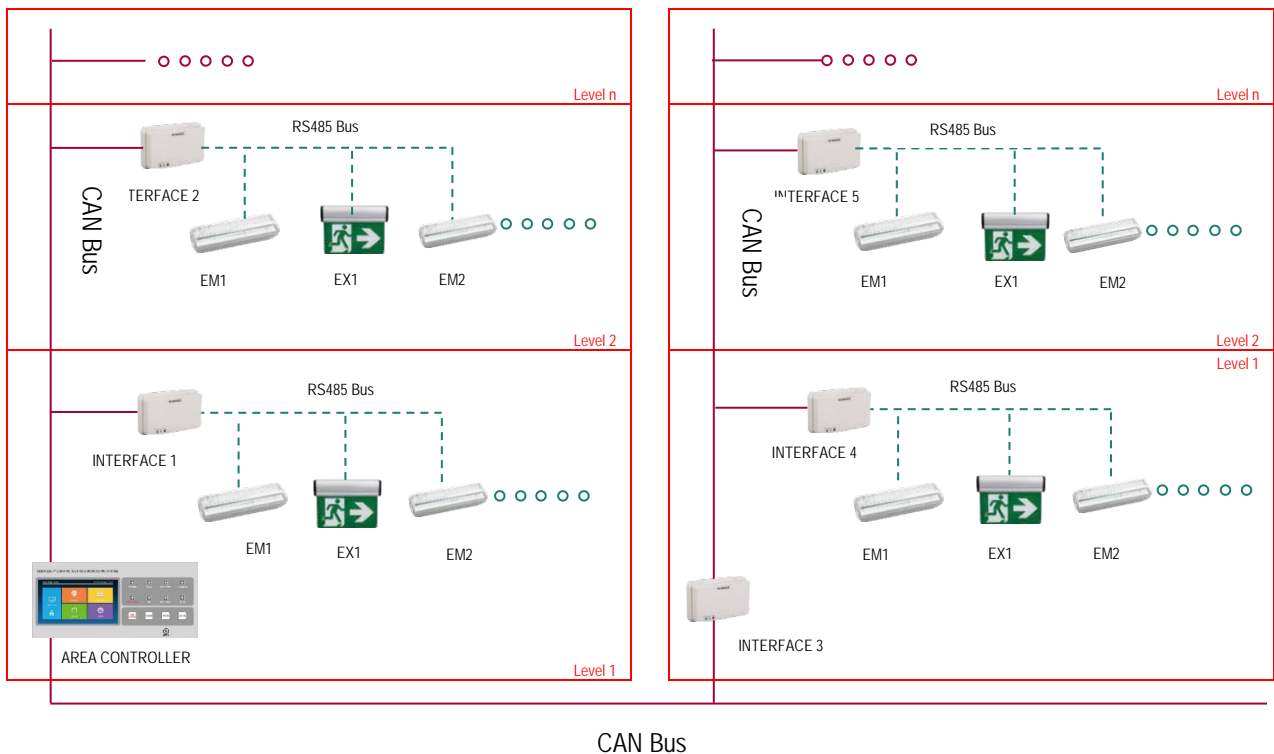 Level n
RS485 Bus
TERFACE 2
CAN Bus
EM1
EX1
EM2
Level 2
RS485 Bus
INTERFACE 1
EM1
EX1
EM2
AREA CONTROLLER
Level 1
Level n
RS485 Bus
INTERFACE 5
CAN Bus
EM1
EX1
EM2
Level 2
Level 1
RS485 Bus
INTERFACE 4
EM1
EX1
EM2
INTERFACE 3
CAN Bus